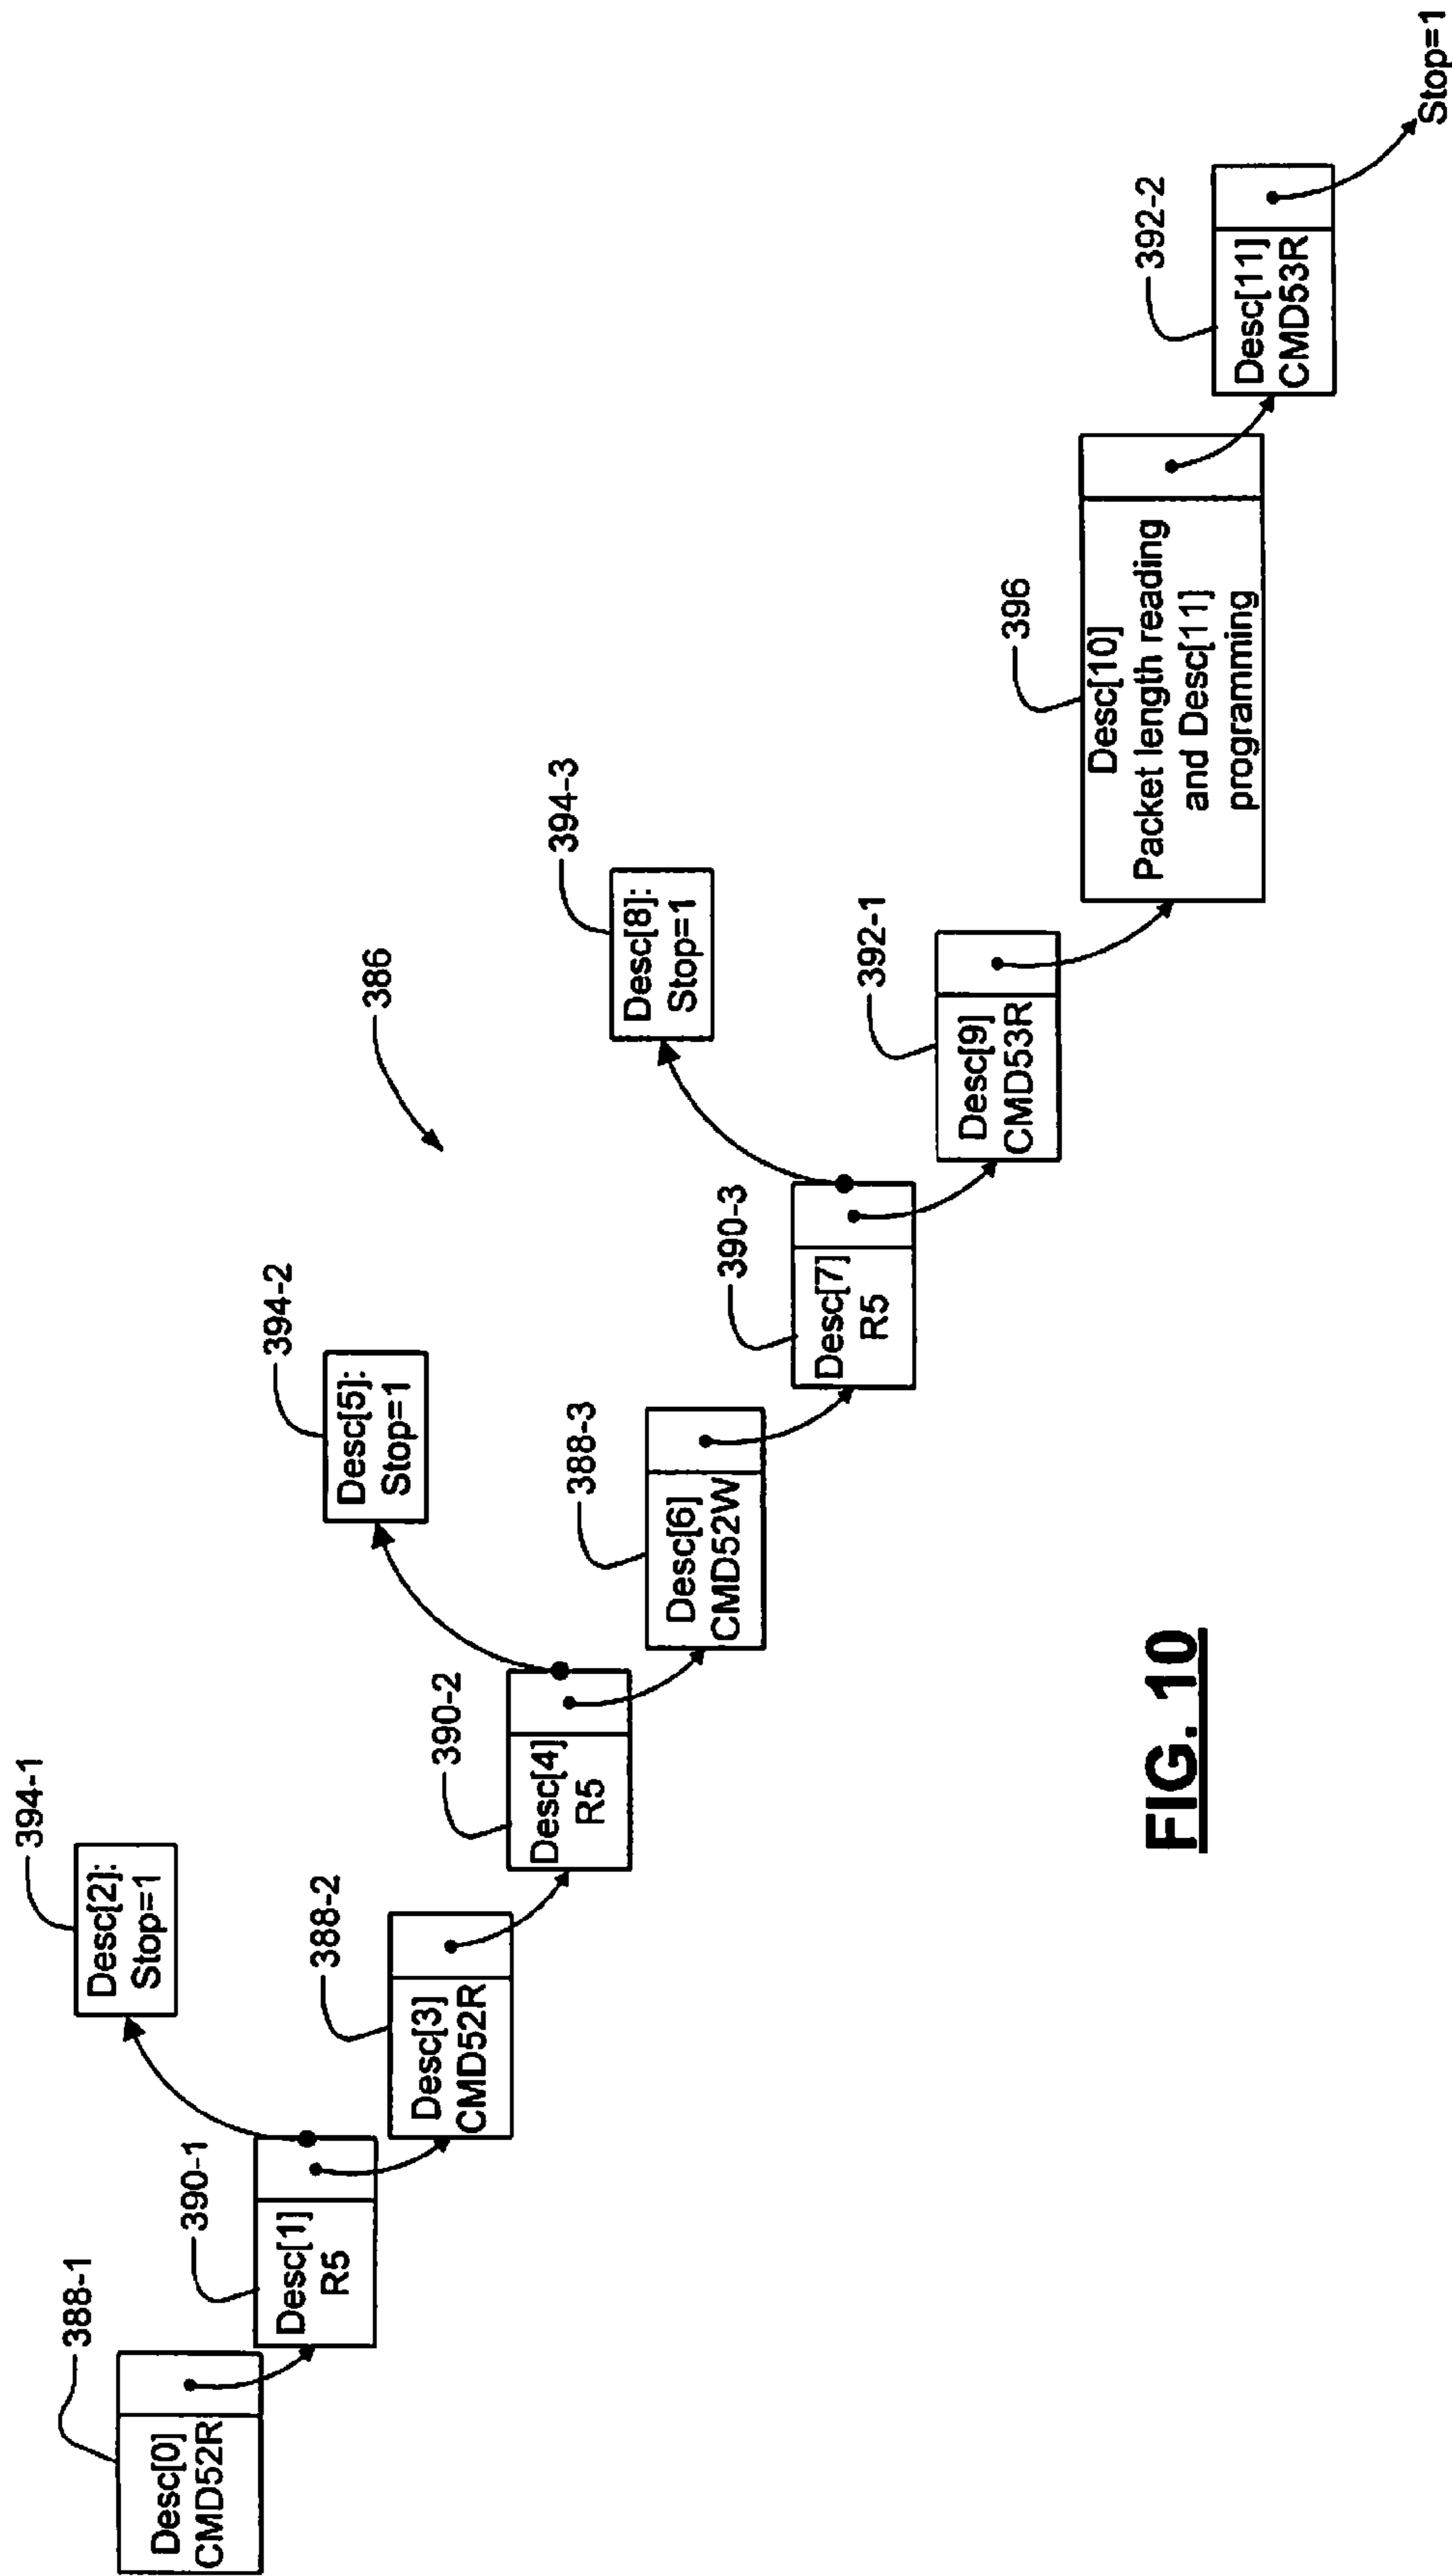 388-1
Desc[0]
CMD52R
390-1
Desc[1]
R5
394-1
Desc[2]:
Stop=1
388-2
Desc[3]
CMD52R
390-2
Desc[4]
R5
394-2
Desc[5]:
Stop=1
388-3
Desc[6]
CMD52W
390-3
Desc[7]
R5
394-3
Desc[8]:
Stop=1
386
392-1
Desc[9]
CMD53R
396
Desc[10]
Packet length reading
and Desc[11]
programming
392-2
Desc[11]
CMD53R
Stop=1
FIG. 10